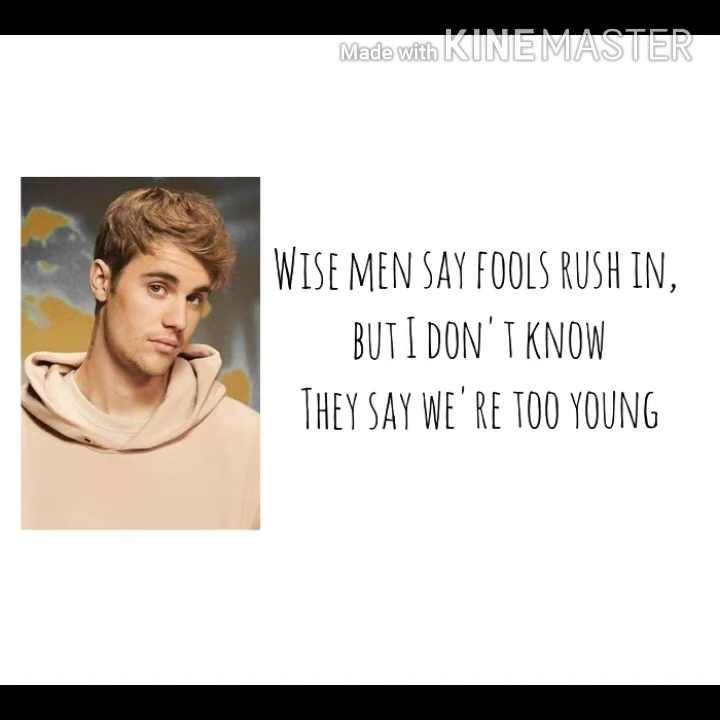 Made with KINEMASTER
WISE MEN SAY FOOLS RUSH IN,
BUT I DON'T KNOW
THEY SAY WE'RE TOO YOUNG